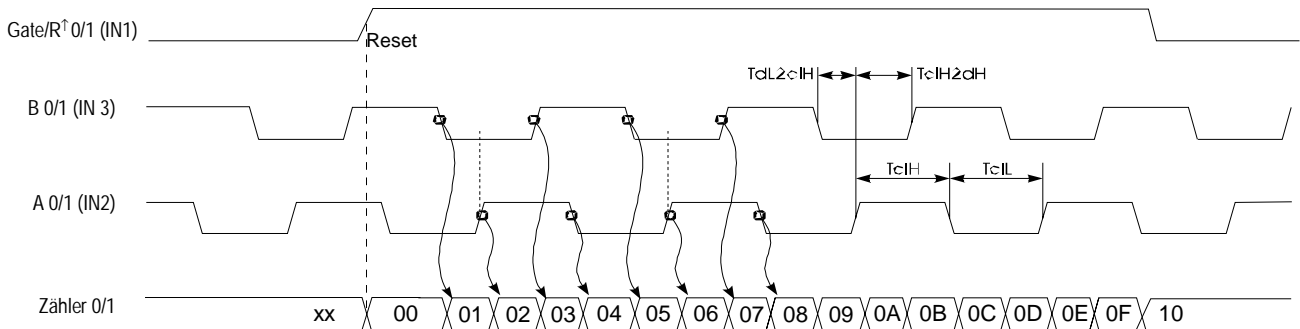 Gate/R↑ 0/1 (IN1)
Reset
TdL2clH TclH2dH
B 0/1 (IN 3)
TclH TclL
A 0/1 (IN2)
Zähler 0/1 xx 00 01 02 03 04 05 06 07 08 09 0A 0B 0C 0D 0E 0F 10